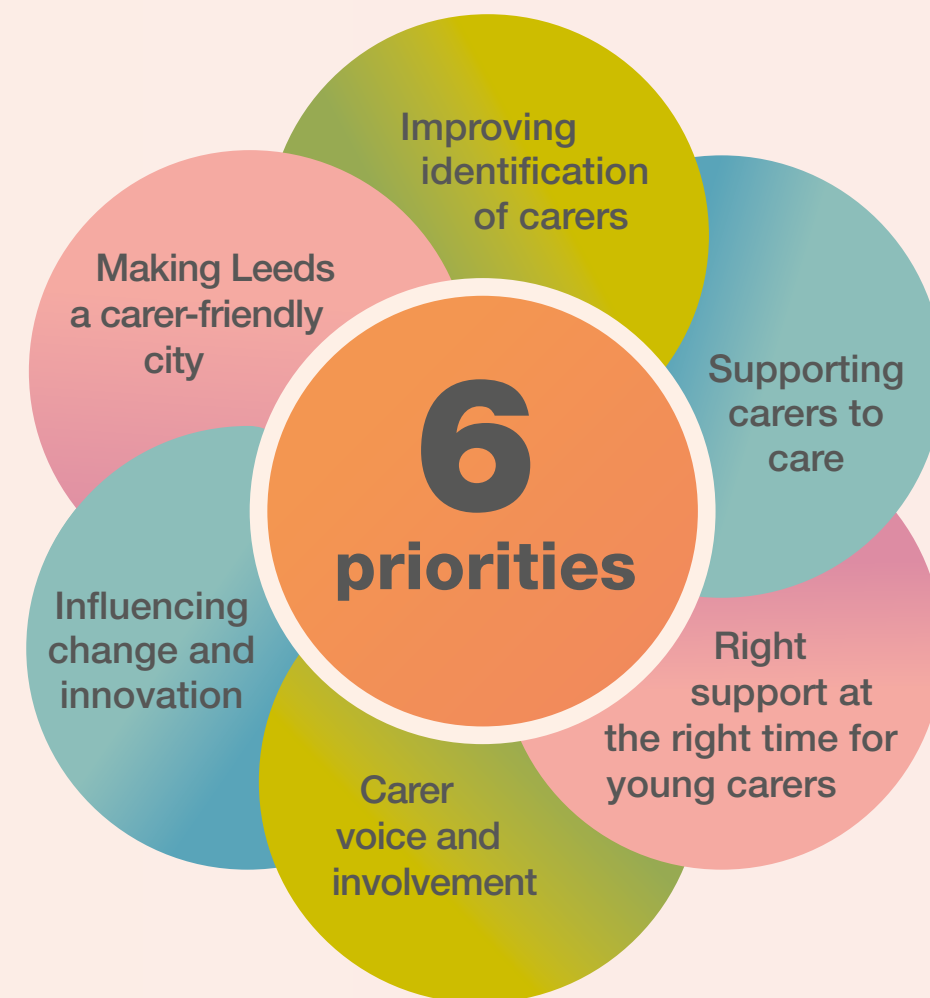 6
priorities
Improving
identification
of carers
Supporting
carers to
care
Right
support at
the right time for
young carers
Carer
voice and
involvement
Influencing
change and
innovation
Making Leeds
a carer-friendly
city